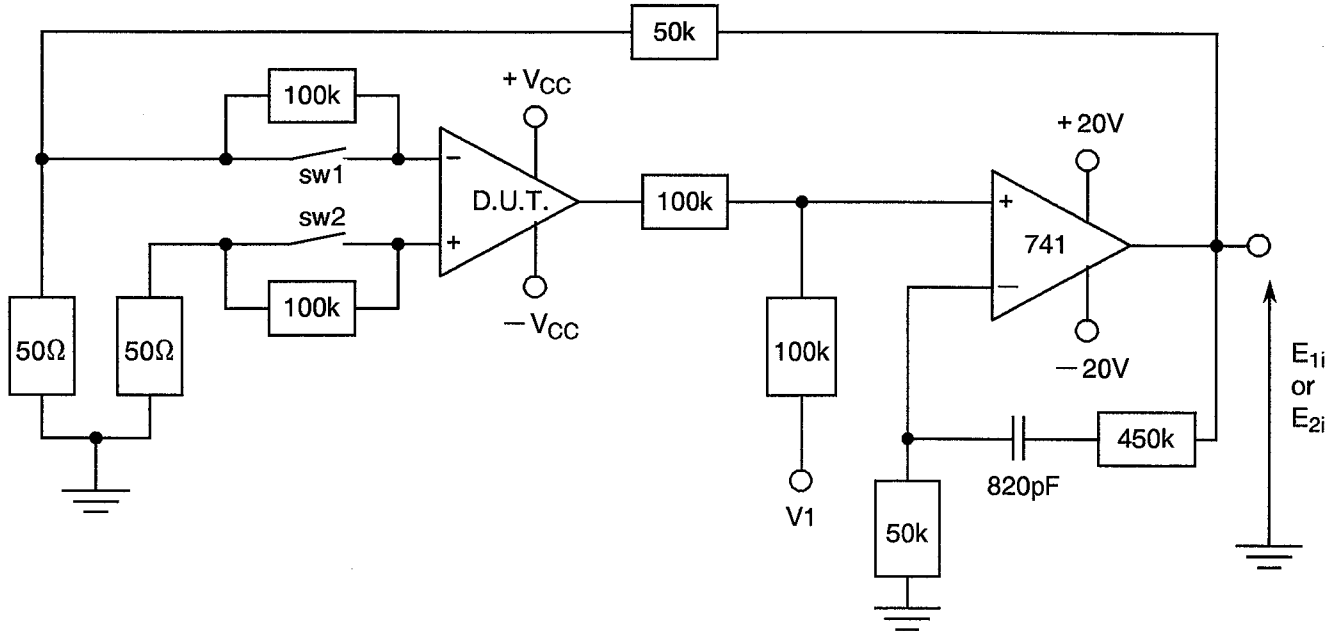 50k
100k
+ VCC
sw1
+ 20V
−
D.U.T.
100k
+
sw2
741
+
−
100k
− VCC
50Ω
50Ω
100k
− 20V
E1i
or
E2i
450k
820pF
V1
50k